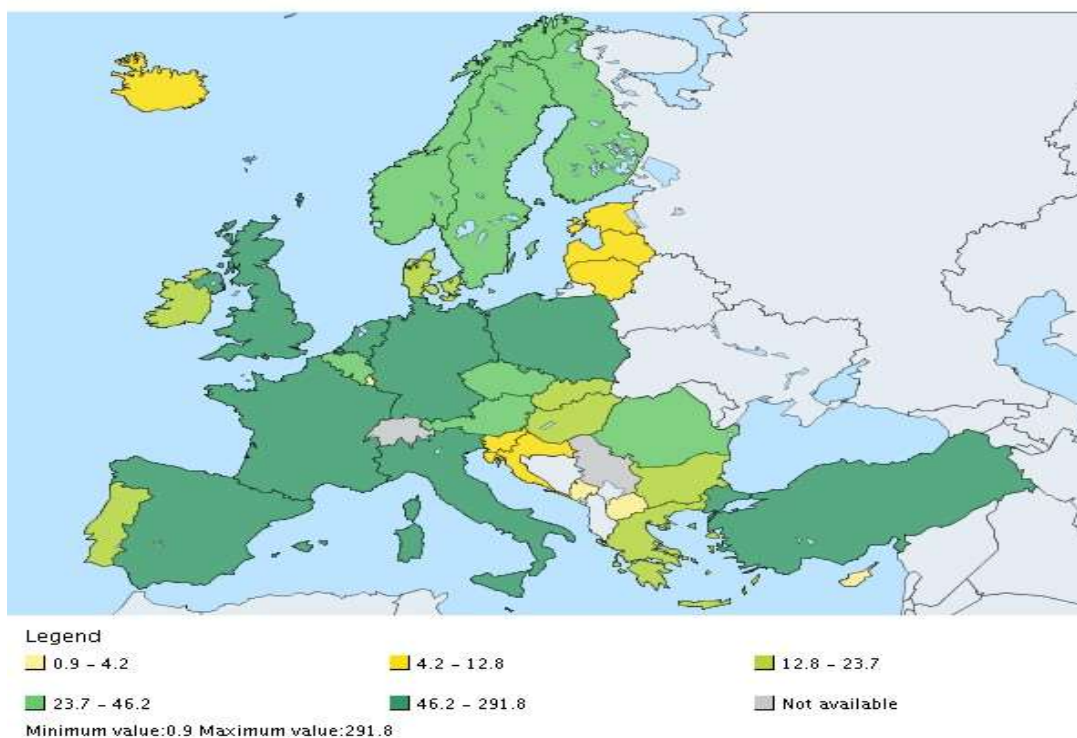 Legend
0.9 - 4.2 4.2 - 12.8 12.8 - 23.7
23.7 - 46.2 46.2 - 291.8 Not available
Minimum value:0.9 Maximum value:291.8